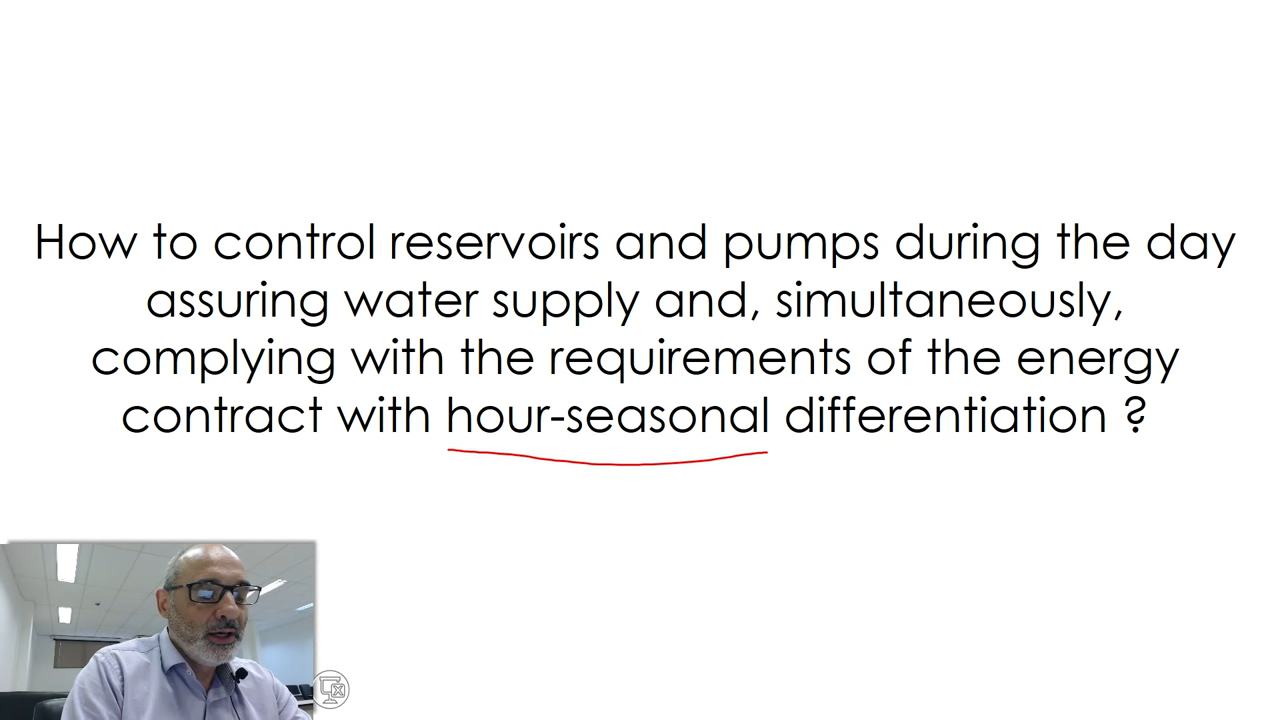 How to control reservoirs and pumps during the day
assuring water supply and, simultaneously,
complying with the requirements of the energy
contract with hour-seasonal differentiation ?